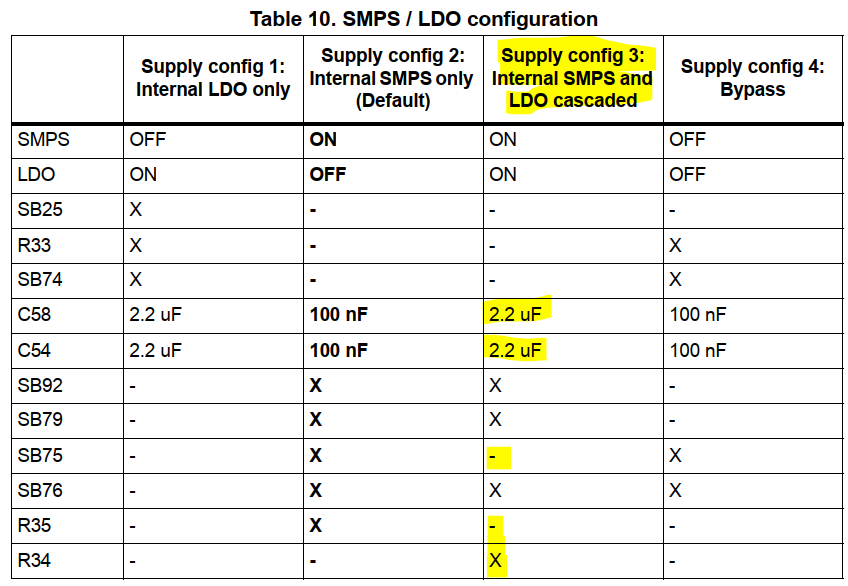 Table 10. SMPS / LDO configuration
Supply config 1: Internal LDO only
Supply config 2: Internal SMPS only (Default)
Supply config 3: Internal SMPS and LDO cascaded
Supply config 4: Bypass
SMPS OFF ON ON OFF
LDO ON OFF ON OFF
SB25 X - - -
R33 X - - X
SB74 X - - X
C58 2.2 uF 100 nF 2.2 uF 100 nF
C54 2.2 uF 100 nF 2.2 uF 100 nF
SB92 - X X -
SB79 - X X -
SB75 - X - X
SB76 - X X X
R35 - X - -
R34 - - X -